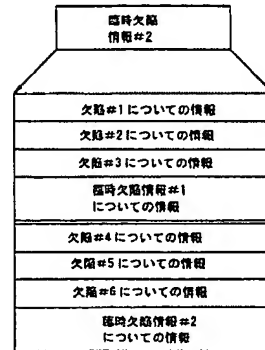 臨時欠陥
情報#2
欠陥#1についての情報
欠陥#2についての情報
欠陥#3についての情報
臨時欠陥情報#1
についての情報
欠陥#4についての情報
欠陥#5についての情報
欠陥#6についての情報
臨時欠陥情報#2
についての情報